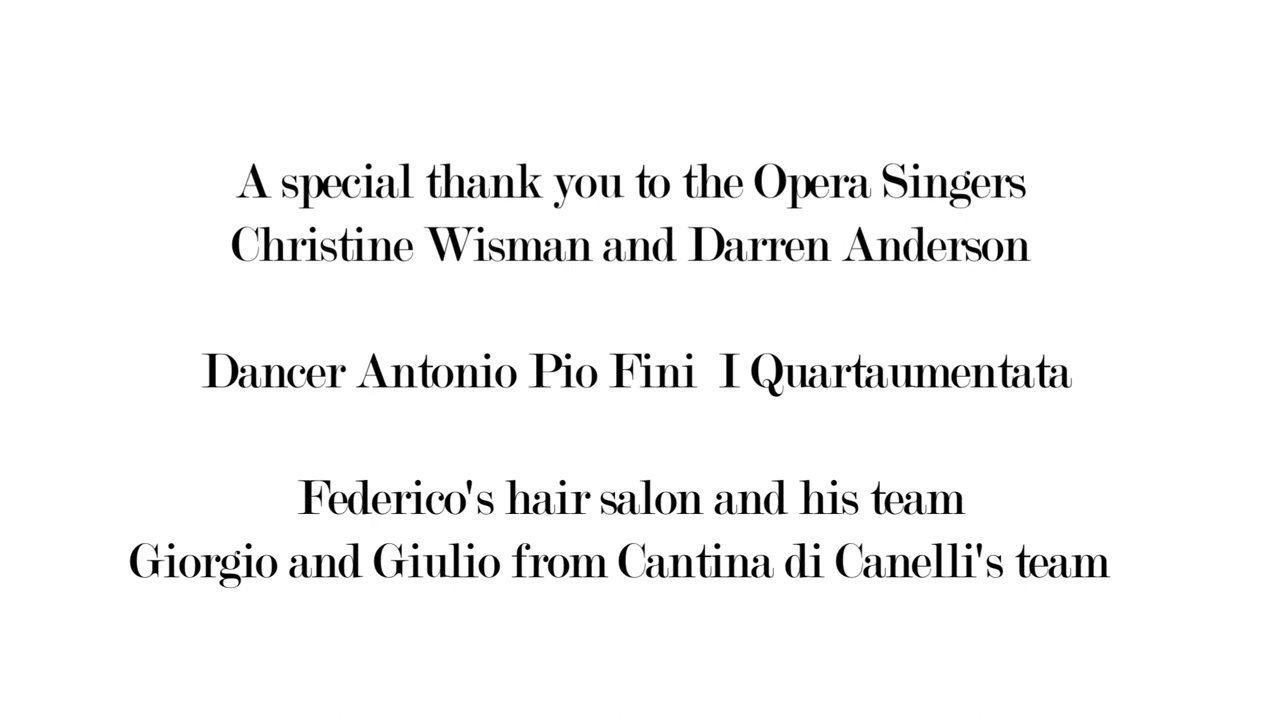 A special thank you to the Opera Singers
Christine Wisman and Darren Anderson
Dancer Antonio Pio Fini  I Quartaumentata
Federico's hair salon and his team
Giorgio and Giulio from Cantina di Canelli's team